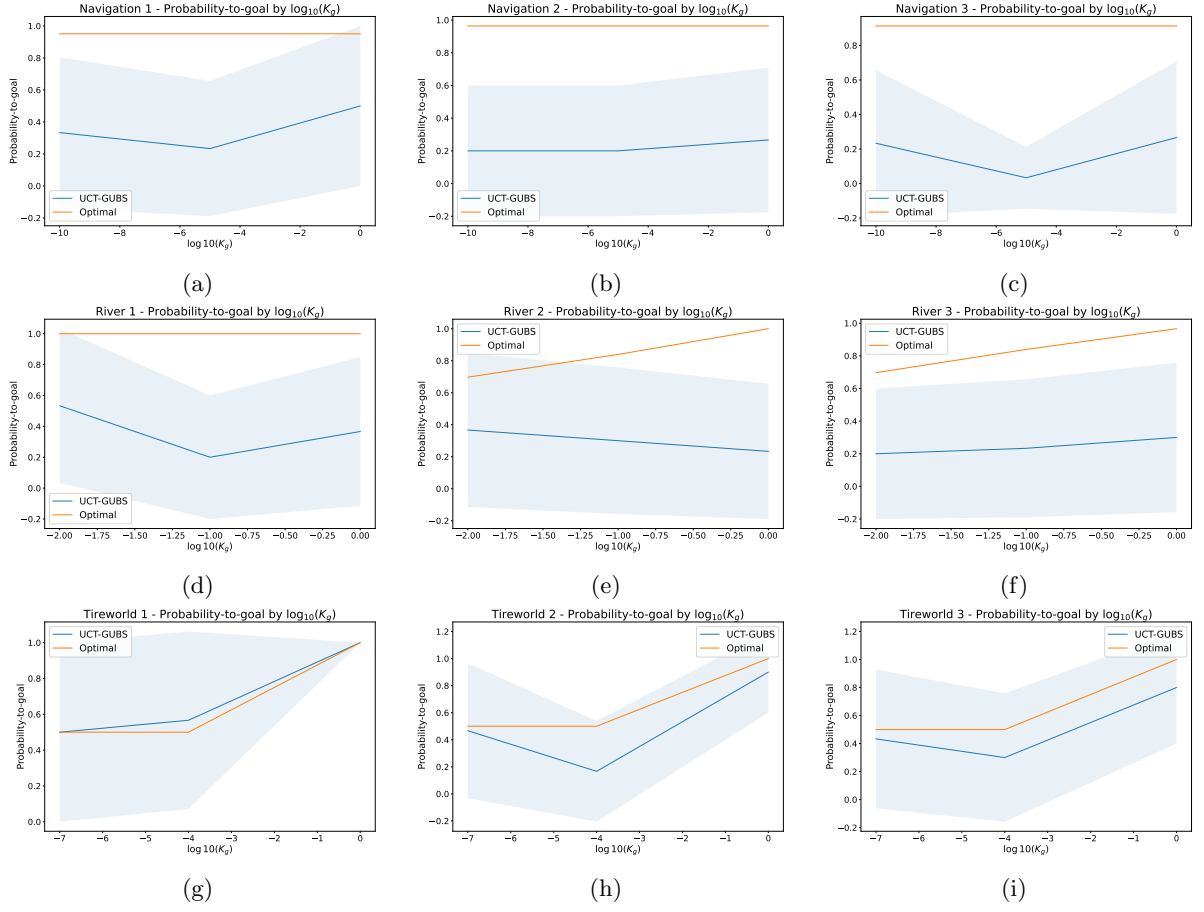 Navigation 1 - Probability-to-goal by log₁₀(K_g)
Probability-to-goal
1.0
0.8
0.6
0.4
0.2
0.0
−0.2
UCT-GUBS
Optimal
−10
−8
−6
−4
−2
0
log 10(K_g)
(a)
Navigation 2 - Probability-to-goal by log₁₀(K_g)
Probability-to-goal
1.0
0.8
0.6
0.4
0.2
0.0
−0.2
UCT-GUBS
Optimal
−10
−8
−6
−4
−2
0
log 10(K_g)
(b)
Navigation 3 - Probability-to-goal by log₁₀(K_g)
Probability-to-goal
0.8
0.6
0.4
0.2
0.0
−0.2
UCT-GUBS
Optimal
−10
−8
−6
−4
−2
0
log 10(K_g)
(c)
River 1 - Probability-to-goal by log₁₀(K_g)
Probability-to-goal
1.0
0.8
0.6
0.4
0.2
0.0
−0.2
UCT-GUBS
Optimal
−2.00
−1.75
−1.50
−1.25
−1.00
−0.75
−0.50
−0.25
0.00
log 10(K_g)
(d)
River 2 - Probability-to-goal by log₁₀(K_g)
Probability-to-goal
1.0
0.8
0.6
0.4
0.2
0.0
−0.2
UCT-GUBS
Optimal
−2.00
−1.75
−1.50
−1.25
−1.00
−0.75
−0.50
−0.25
0.00
log 10(K_g)
(e)
River 3 - Probability-to-goal by log₁₀(K_g)
Probability-to-goal
1.0
0.8
0.6
0.4
0.2
0.0
−0.2
UCT-GUBS
Optimal
−2.00
−1.75
−1.50
−1.25
−1.00
−0.75
−0.50
−0.25
0.00
log 10(K_g)
(f)
Tireworld 1 - Probability-to-goal by log₁₀(K_g)
Probability-to-goal
1.0
0.8
0.6
0.4
0.2
0.0
UCT-GUBS
Optimal
−7
−6
−5
−4
−3
−2
−1
0
log 10(K_g)
(g)
Tireworld 2 - Probability-to-goal by log₁₀(K_g)
Probability-to-goal
1.2
1.0
0.8
0.6
0.4
0.2
0.0
−0.2
UCT-GUBS
Optimal
−7
−6
−5
−4
−3
−2
−1
0
log 10(K_g)
(h)
Tireworld 3 - Probability-to-goal by log₁₀(K_g)
Probability-to-goal
1.2
1.0
0.8
0.6
0.4
0.2
0.0
−0.2
UCT-GUBS
Optimal
−7
−6
−5
−4
−3
−2
−1
0
log 10(K_g)
(i)